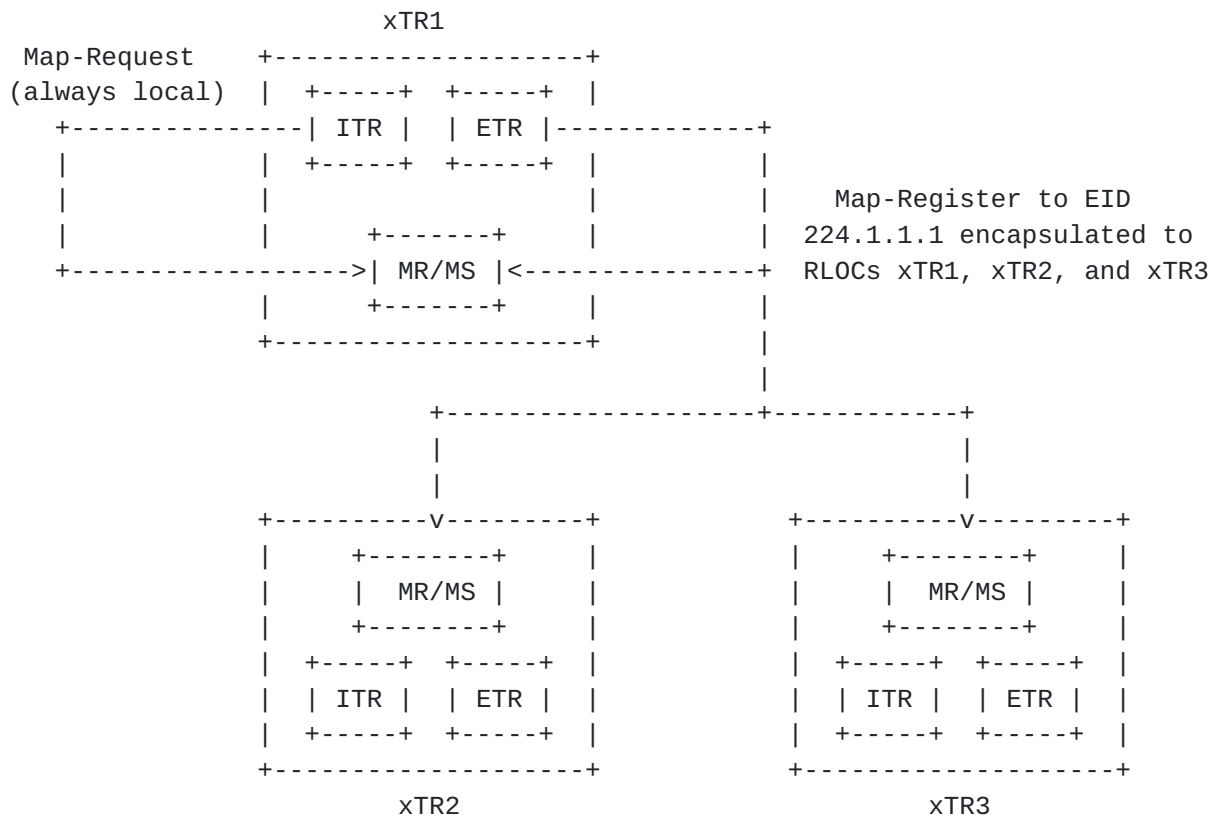 xTR1
Map-Request
(always local)
ITR ETR
Map-Register to EID
224.1.1.1 encapsulated to
MR/MS RLOCs xTR1, xTR2, and xTR3
MR/MS MR/MS
ITR ETR ITR ETR
xTR2 xTR3